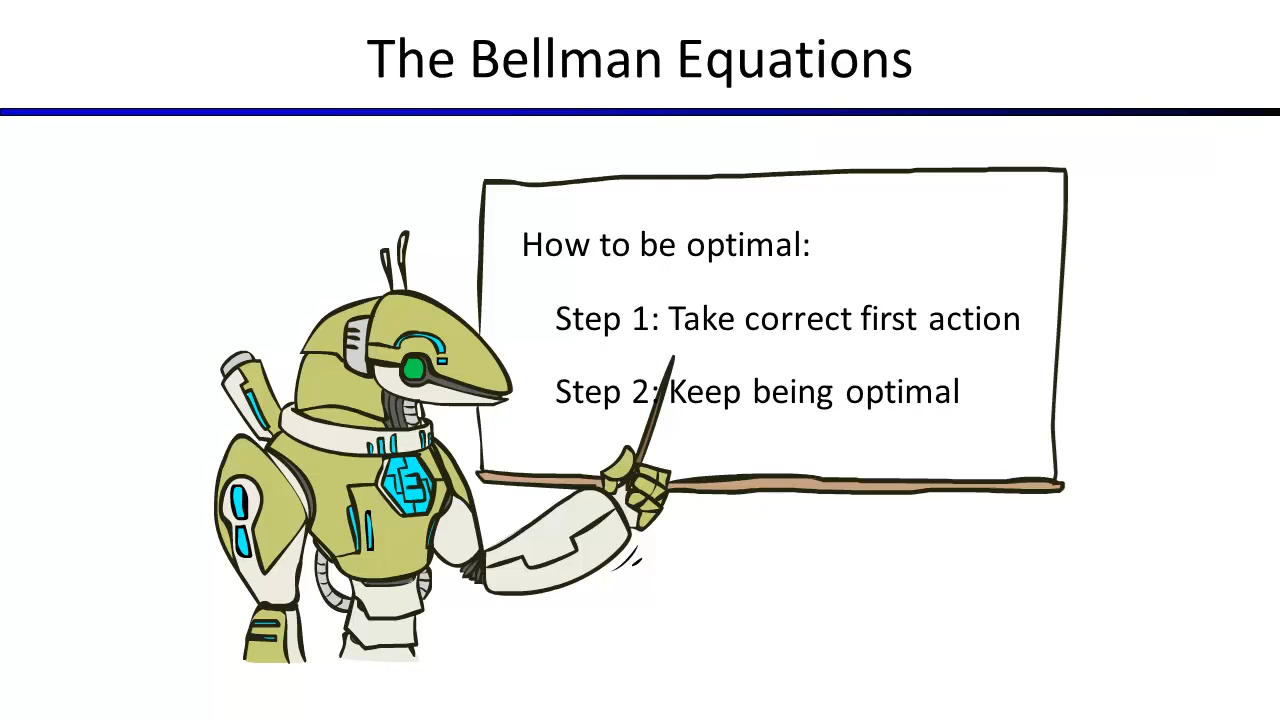 The Bellman Equations
How to be optimal:
Step 1: Take correct first action
Step 2: Keep being optimal